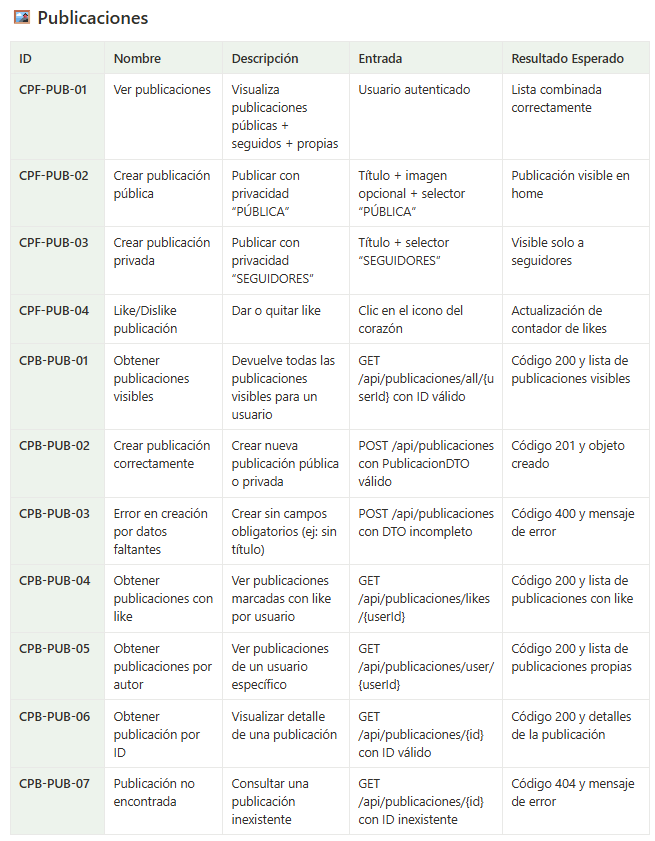 Publicaciones
ID Nombre Descripción Entrada Resultado Esperado
CPF-PUB-01 Ver publicaciones Visualiza Usuario autenticado Lista combinada
publicaciones correctamente
públicas +
seguidos + propias
CPF-PUB-02 Crear publicación Publicar con Título + imagen Publicación visible en
pública privacidad opcional + selector home
“PÚBLICA” “PÚBLICA”
CPF-PUB-03 Crear publicación Publicar con Título + selector Visible solo a
privada privacidad “SEGUIDORES” seguidores
“SEGUIDORES”
CPF-PUB-04 Like/Dislike Dar o quitar like Clic en el icono del Actualización de
publicación corazón contador de likes
CPB-PUB-01 Obtener Devuelve todas las GET Código 200 y lista de
publicaciones publicaciones /api/publicaciones/all/{u publicaciones visibles
visibles visibles para un serId} con ID válido
usuario
CPB-PUB-02 Crear publicación Crear nueva POST /api/publicaciones Código 201 y objeto
correctamente publicación pública con PublicacionDTO creado
o privada válido
CPB-PUB-03 Error en creación Crear sin campos POST /api/publicaciones Código 400 y mensaje
por datos obligatorios (ej: sin con DTO incompleto de error
faltantes título)
CPB-PUB-04 Obtener Ver publicaciones GET Código 200 y lista de
publicaciones con marcadas con like /api/publicaciones/likes publicaciones con like
like por usuario /{userId}
CPB-PUB-05 Obtener Ver publicaciones GET Código 200 y lista de
publicaciones por de un usuario /api/publicaciones/user/ publicaciones propias
autor específico {userId}
CPB-PUB-06 Obtener Visualizar detalle GET Código 200 y detalles
publicación por de una publicación /api/publicaciones/{id} de la publicación
ID con ID válido
CPB-PUB-07 Publicación no Consultar una GET Código 404 y mensaje
encontrada publicación /api/publicaciones/{id} de error
inexistente con ID inexistente